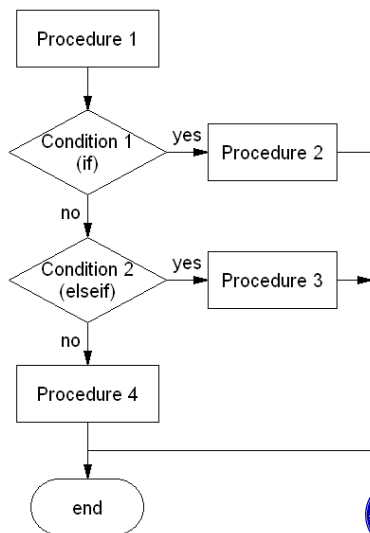 Procedure 1
Condition 1
(if)
yes
Procedure 2
no
Condition 2
(elseif)
yes
Procedure 3
no
Procedure 4
end